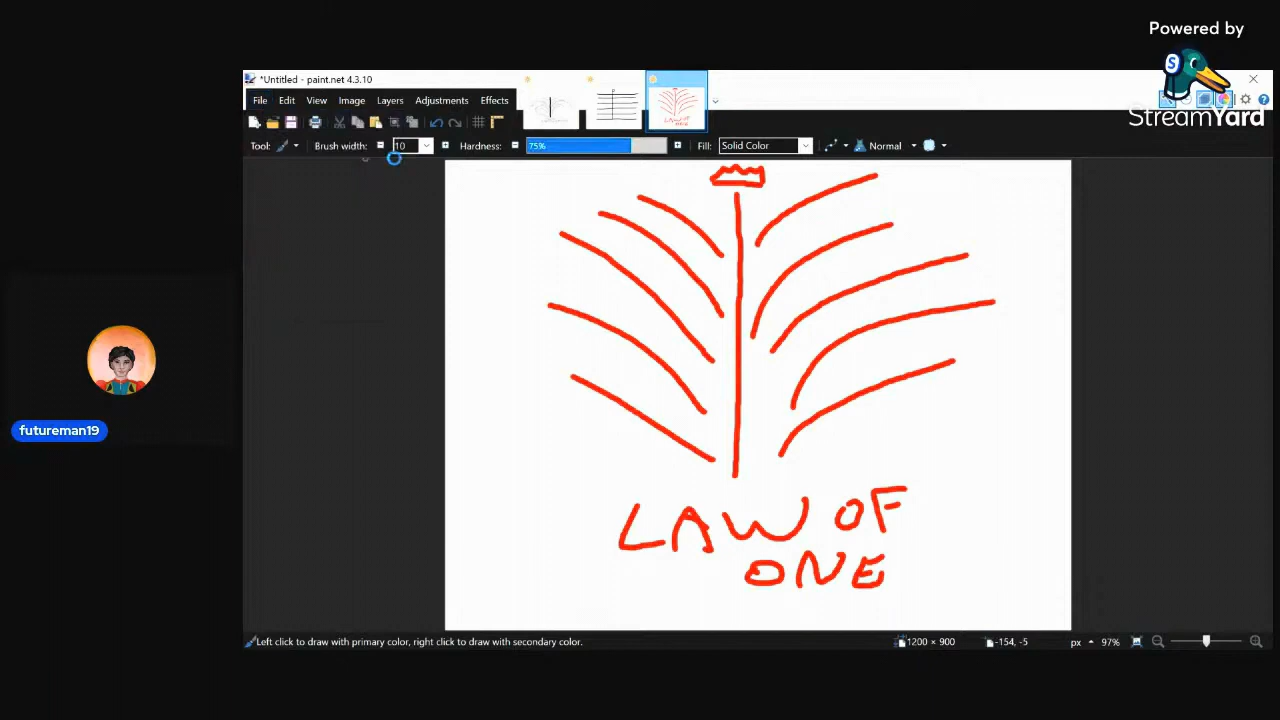 Powered by
StreamYard
*Untitled - paint.net 4.3.10
File Edit View Image Layers Adjustments Effects
Tool: Brush width: 10 Hardness: 75% Fill: Solid Color Normal
LAW OF
ONE
futureman19
Left click to draw with primary color, right click to draw with secondary color. 1200 × 900 -154, -5 px 97%